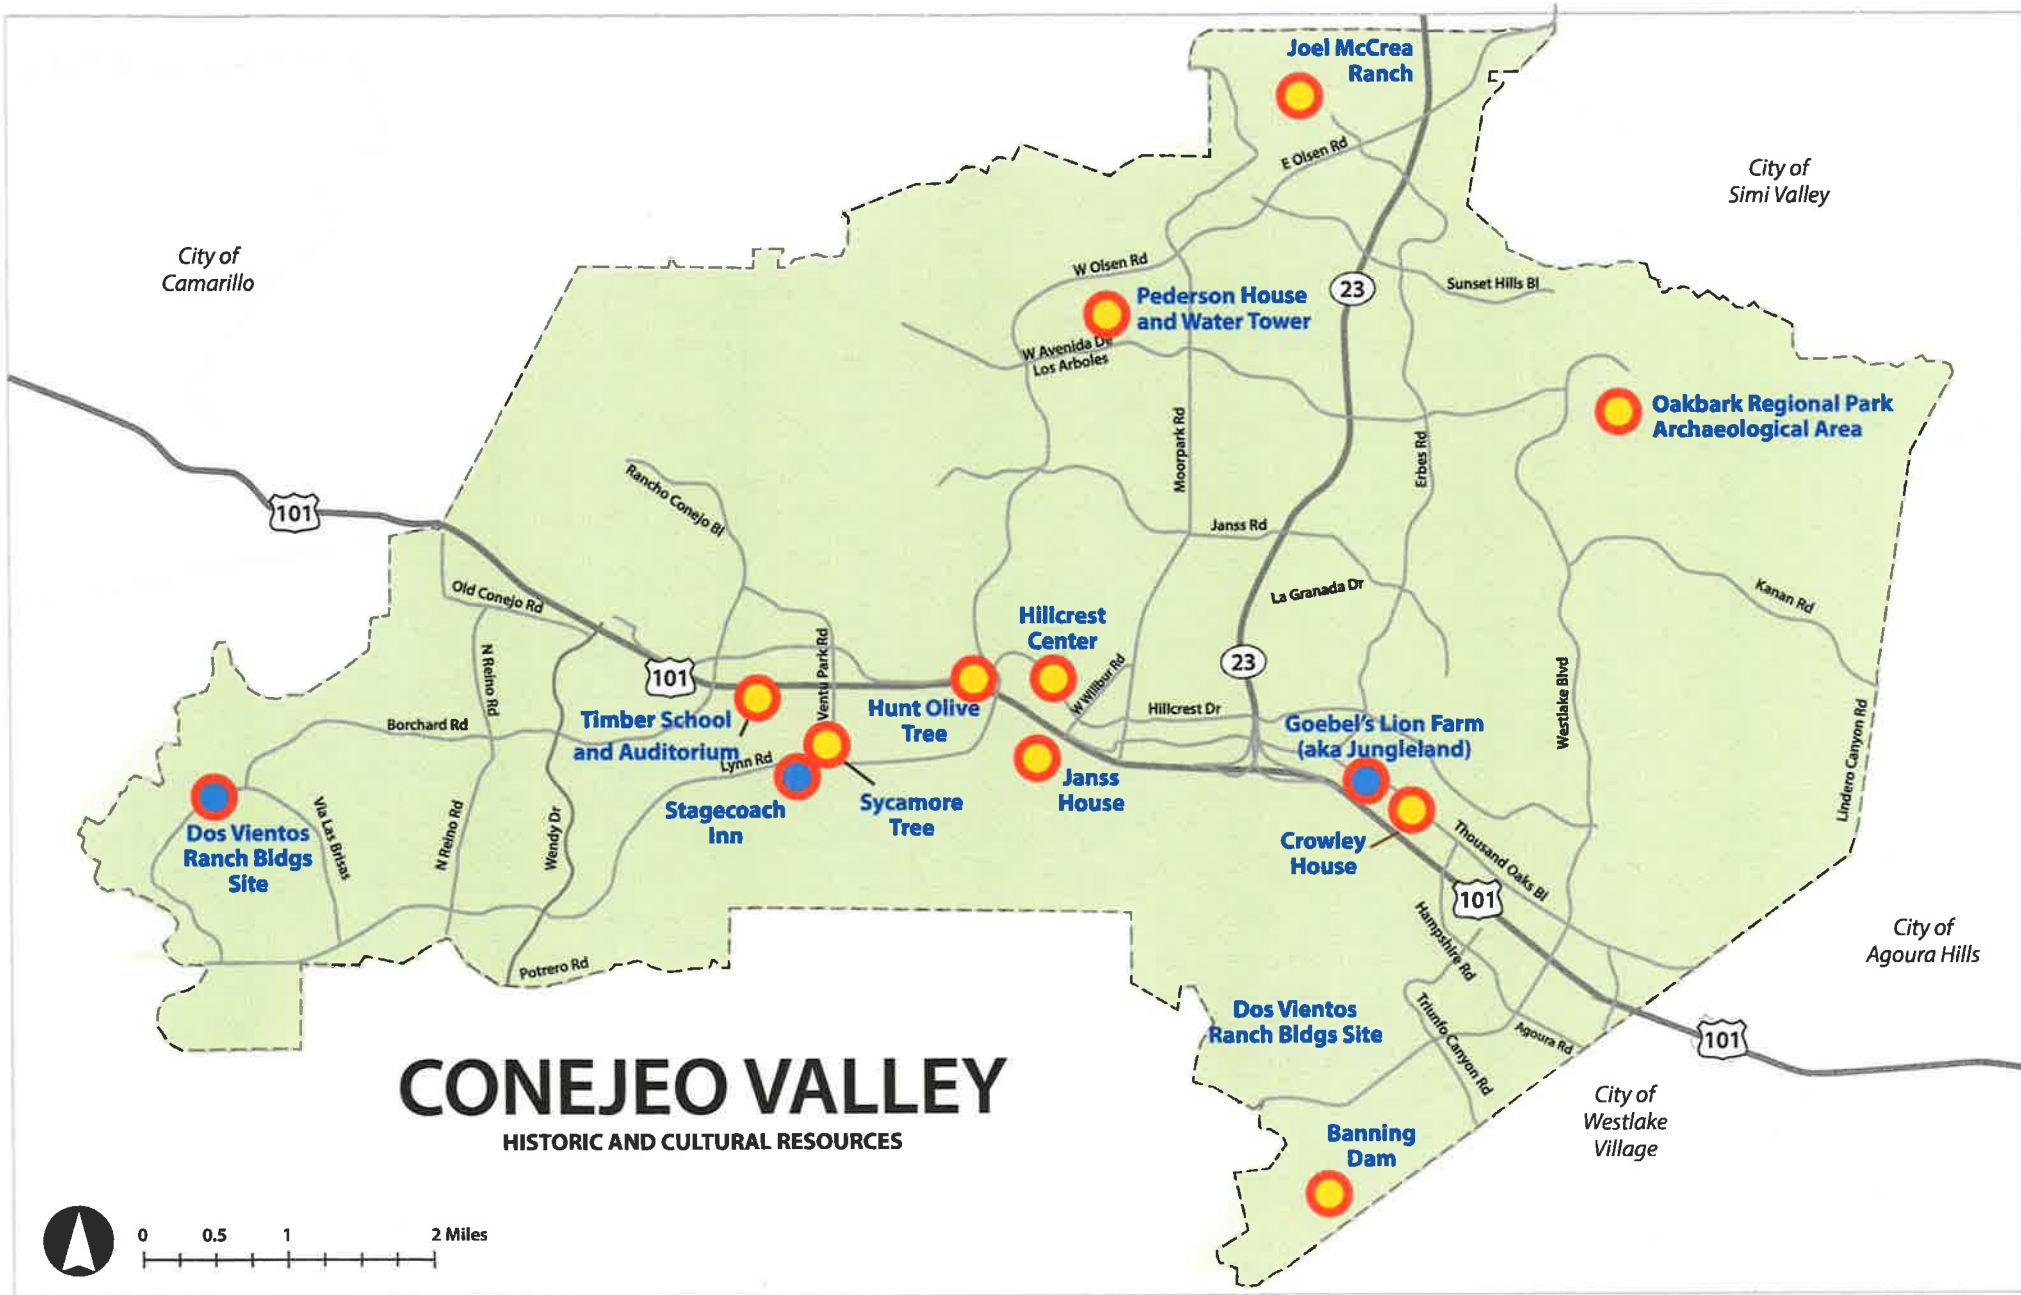 Joel McCrea
Ranch
E Olsen Rd
City of
Simi Valley
City of
Camarillo
W Olsen Rd
Pederson House
and Water Tower
23
Sunset Hills Bl
W Avenida De
Los Arboles
Oakbark Regional Park
Archaeological Area
Moorpark Rd
Erbes Rd
Rancho Conejo Bl
101
Janss Rd
Old Conejo Rd
La Granada Dr
Kanan Rd
Hillcrest
Center
N Reino Rd
Ventu Park Rd
W Wilbur Rd
23
101
Westlake Blvd
Lindero Canyon Rd
Borchard Rd
Timber School
and Auditorium
Hunt Olive
Tree
Hillcrest Dr
Goebel's Lion Farm
(aka Jungleland)
Lynn Rd
Janss
House
Stagecoach
Inn
Sycamore
Tree
Dos Vientos
Ranch Bldgs
Site
Via Las Brisas
N Reino Rd
Wendy Dr
Crowley
House
Thousand Oaks Bl
101
Hampshire Rd
City of
Agoura Hills
Potrero Rd
Dos Vientos
Ranch Bldgs Site
Triunfo Canyon Rd
Agoura Rd
101
CONEJEO VALLEY
HISTORIC AND CULTURAL RESOURCES
City of
Westlake
Village
Banning
Dam
0 0.5 1 2 Miles